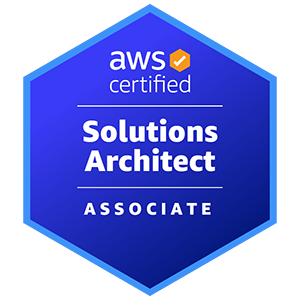 aws
certified
Solutions
Architect
ASSOCIATE